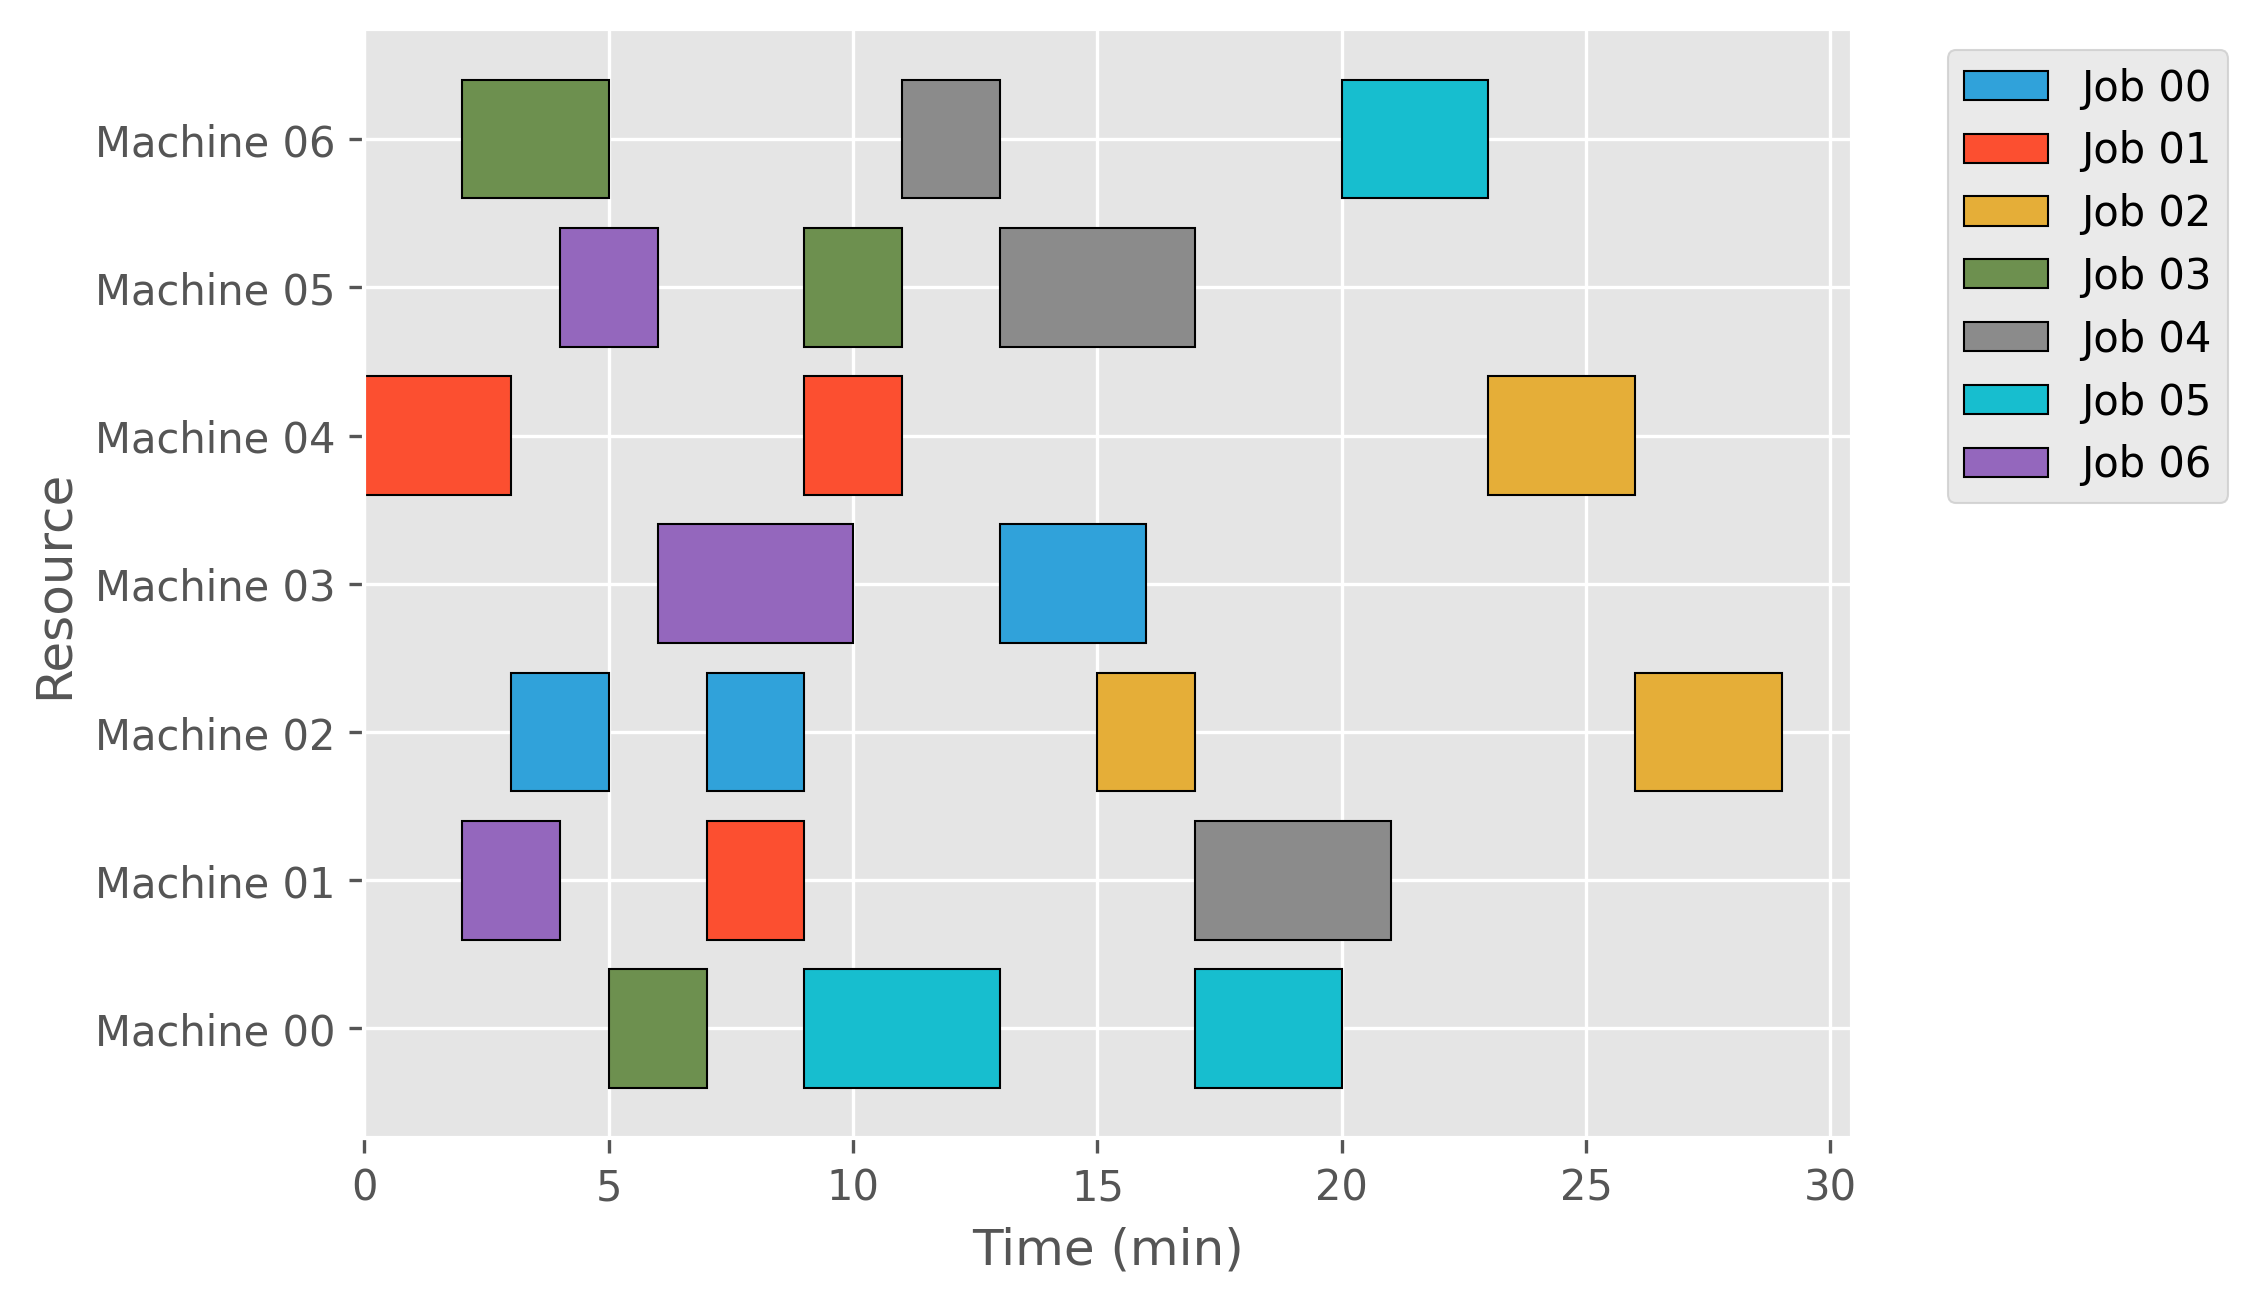 Machine 06
Machine 05
Machine 04
Machine 03
Machine 02
Machine 01
Machine 00
Resource
0 5 10 15 20 25 30
Time (min)
Job 00
Job 01
Job 02
Job 03
Job 04
Job 05
Job 06